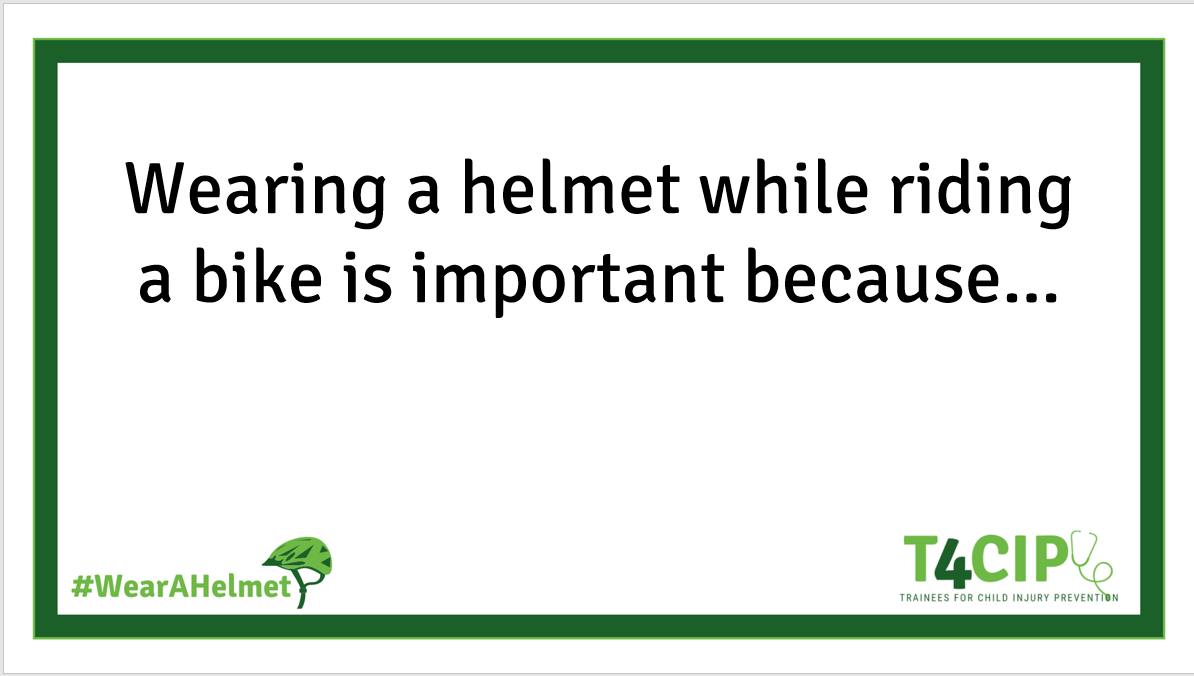 Wearing a helmet while riding
a bike is important because...
#WearAHelmet
T4CIP
TRAINEES FOR CHILD INJURY PREVENTION